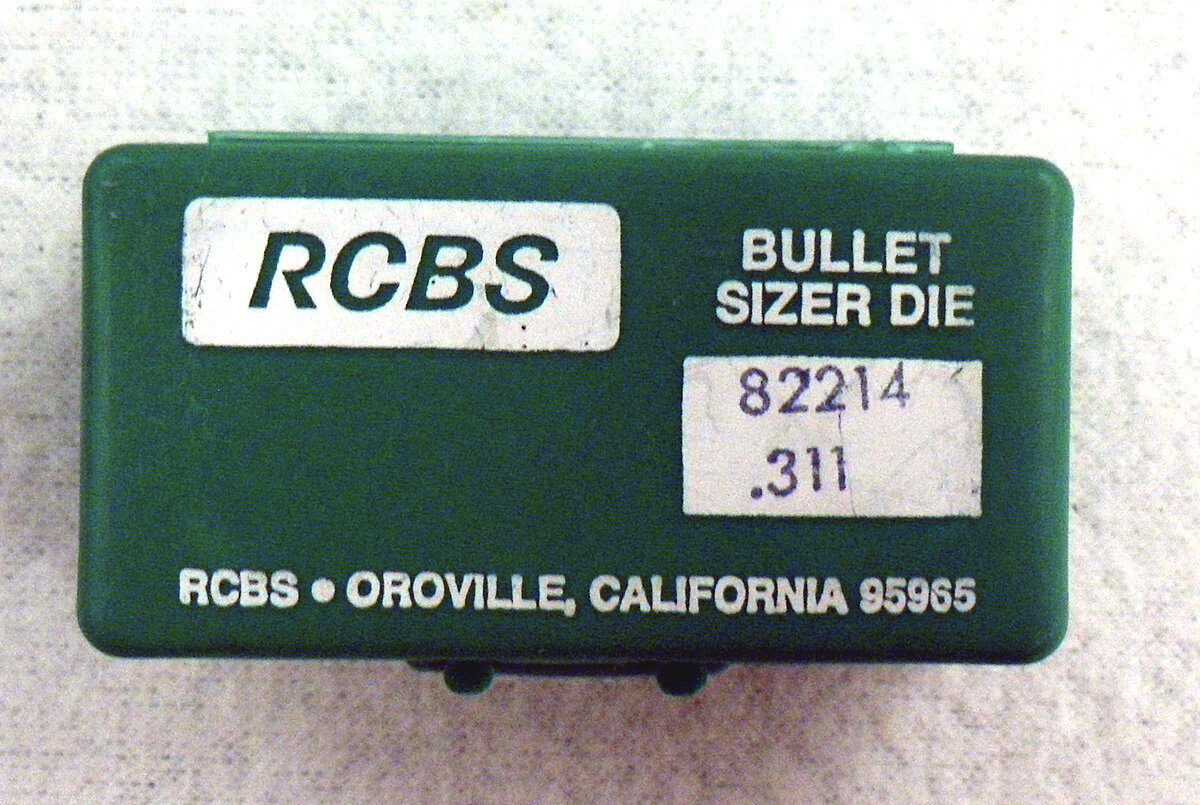 RCBS
BULLET
SIZER DIE
82214
.311
RCBS • OROVILLE, CALIFORNIA 95965